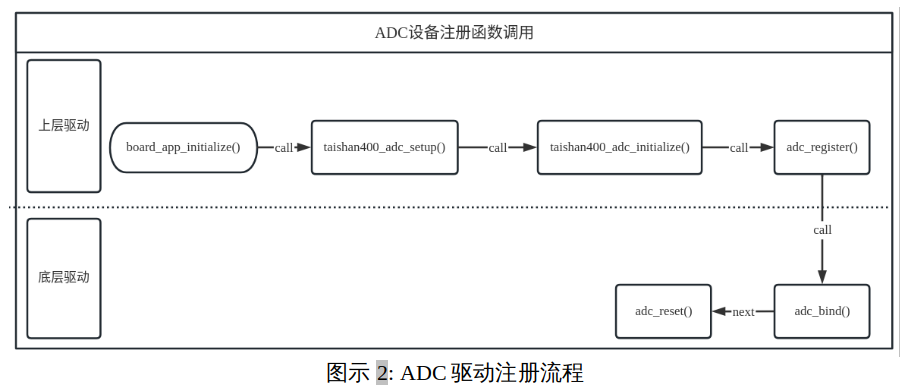 ADC设备注册函数调用
上层驱动
board_app_initialize()
call
taishan400_adc_setup()
call
taishan400_adc_initialize()
call
adc_register()
call
底层驱动
adc_reset()
next
adc_bind()
图示 2: ADC 驱动注册流程